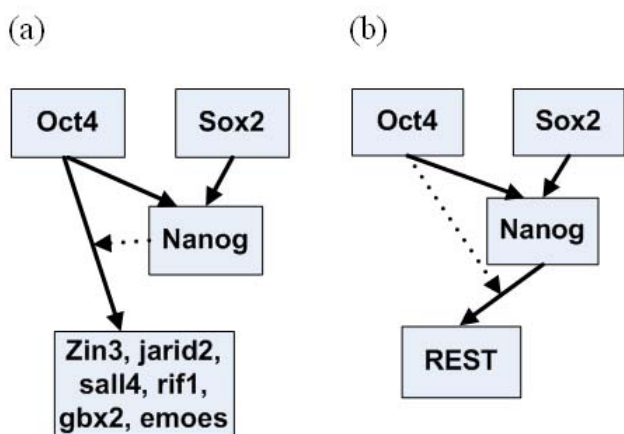 (a)
(b)
Oct4
Sox2
Nanog
Zin3, jarid2,
sall4, rif1,
gbx2, emoes
Oct4
Sox2
Nanog
REST